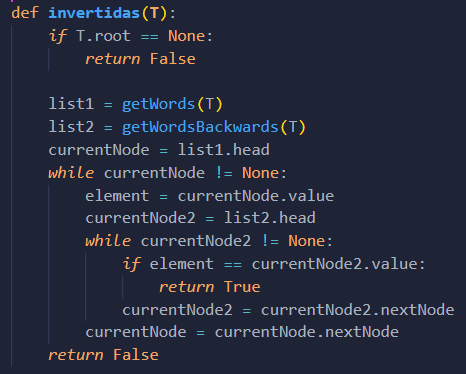 def invertidas(T):
    if T.root == None:
        return False

    list1 = getWords(T)
    list2 = getWordsBackwards(T)
    currentNode = list1.head
    while currentNode != None:
        element = currentNode.value
        currentNode2 = list2.head
        while currentNode2 != None:
            if element == currentNode2.value:
                return True
            currentNode2 = currentNode2.nextNode
        currentNode = currentNode.nextNode
    return False